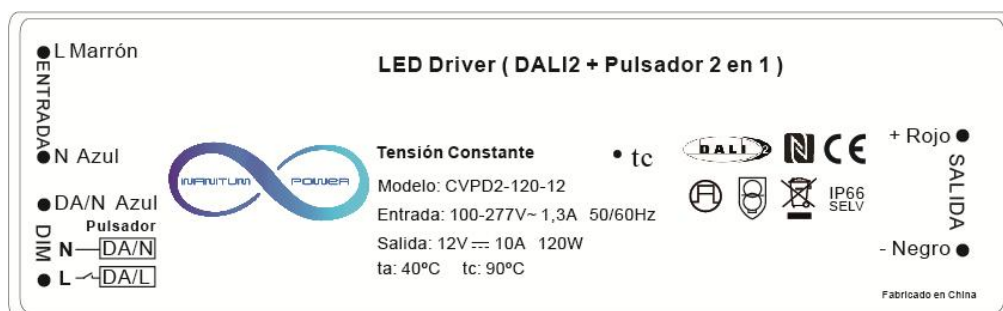 L Marrón
ENTRADA
N Azul
DA/N Azul
Pulsador
DIM
N DA/N
L DA/L
INFINITUM POWER
LED Driver ( DALI2 + Pulsador 2 en 1 )
Tensión Constante
• tc
Modelo: CVPD2-120-12
Entrada: 100-277V~ 1,3A 50/60Hz
Salida: 12V ⎓ 10A 120W
ta: 40ºC tc: 90ºC
DALI 2
N CE
IP66
SELV
+ Rojo
SALIDA
- Negro
Fabricado en China